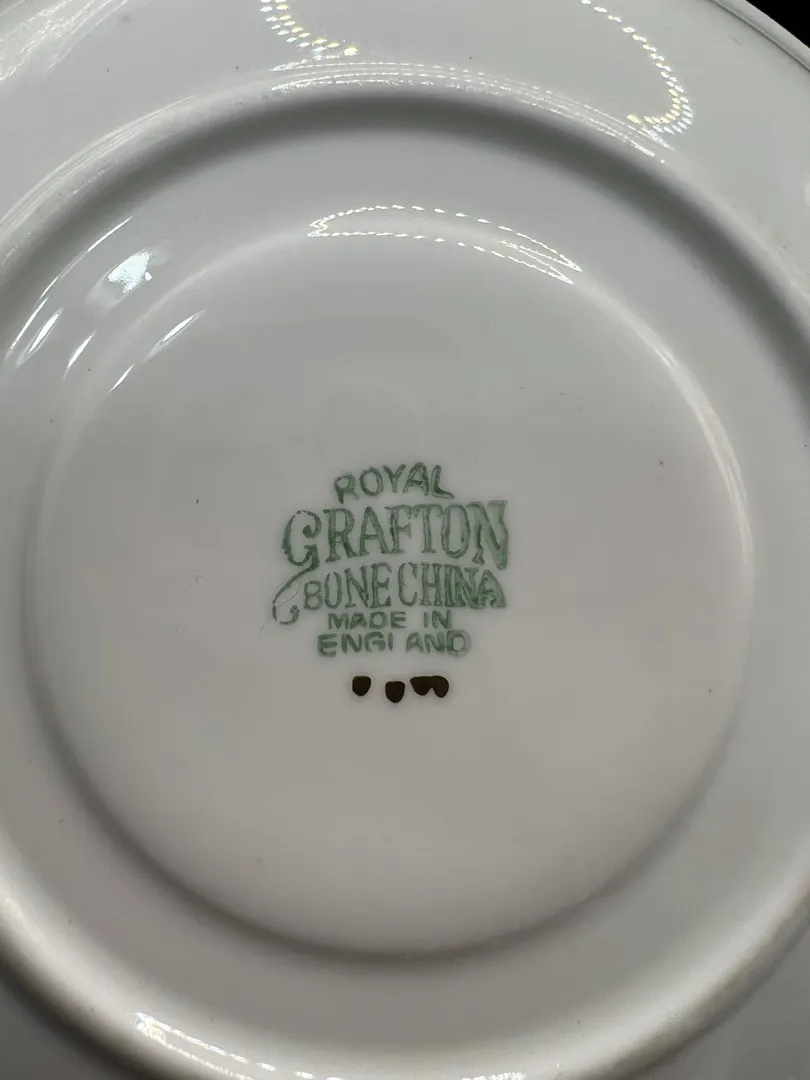 ROYAL
GRAFTON
BONE CHINA
MADE IN
ENGLAND